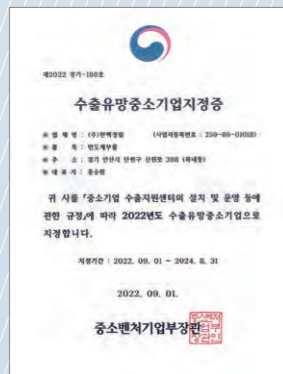 제2022 경기-188호
수출유망중소기업지정증
※ 업 체 명 : (주)한백정밀 (사업자등록번호 : 259-86-01018)
※ 품 목 : 반도체부품
※ 주 소 : 경기 안산시 단원구 산단로 398 (목내동)
※ 대 표 자 : 홍승환
귀 사를 「중소기업 수출지원센터의 설치 및 운영 등에
관한 규정」에 따라 2022년도 수출유망중소기업으로
지정합니다.
지정기간 : 2022. 09. 01 ~ 2024. 8. 31
2022. 09. 01.
중소벤처기업부장관